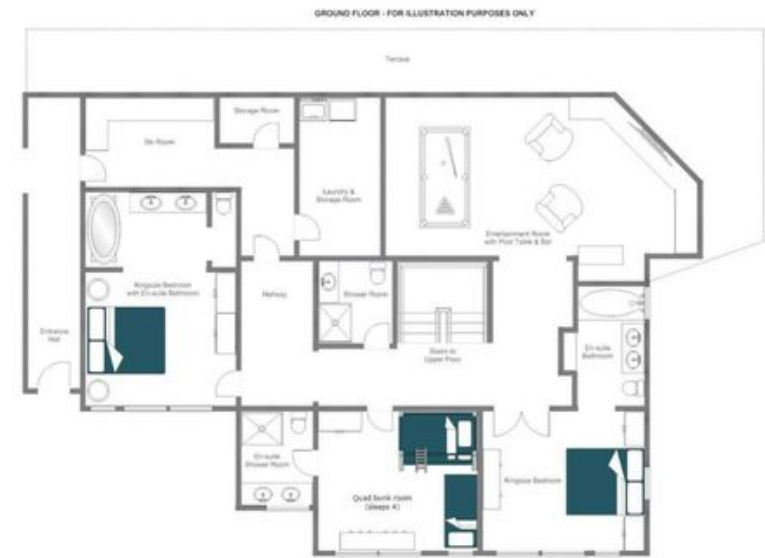 GROUND FLOOR - FOR ILLUSTRATION PURPOSES ONLY
Terrace
Storage Room
Ski Room
Laundry &
Storage Room
Entertainment Room
with Pool Table & Bar
Kingsize Bedroom
with En-suite Bathroom
Hallway
Shower Room
Entrance
Hall
Stairs to
Upper Floor
En-suite
Bathroom
En-suite
Shower Room
Quad bunk room
(sleeps 4)
Kingsize Bedroom